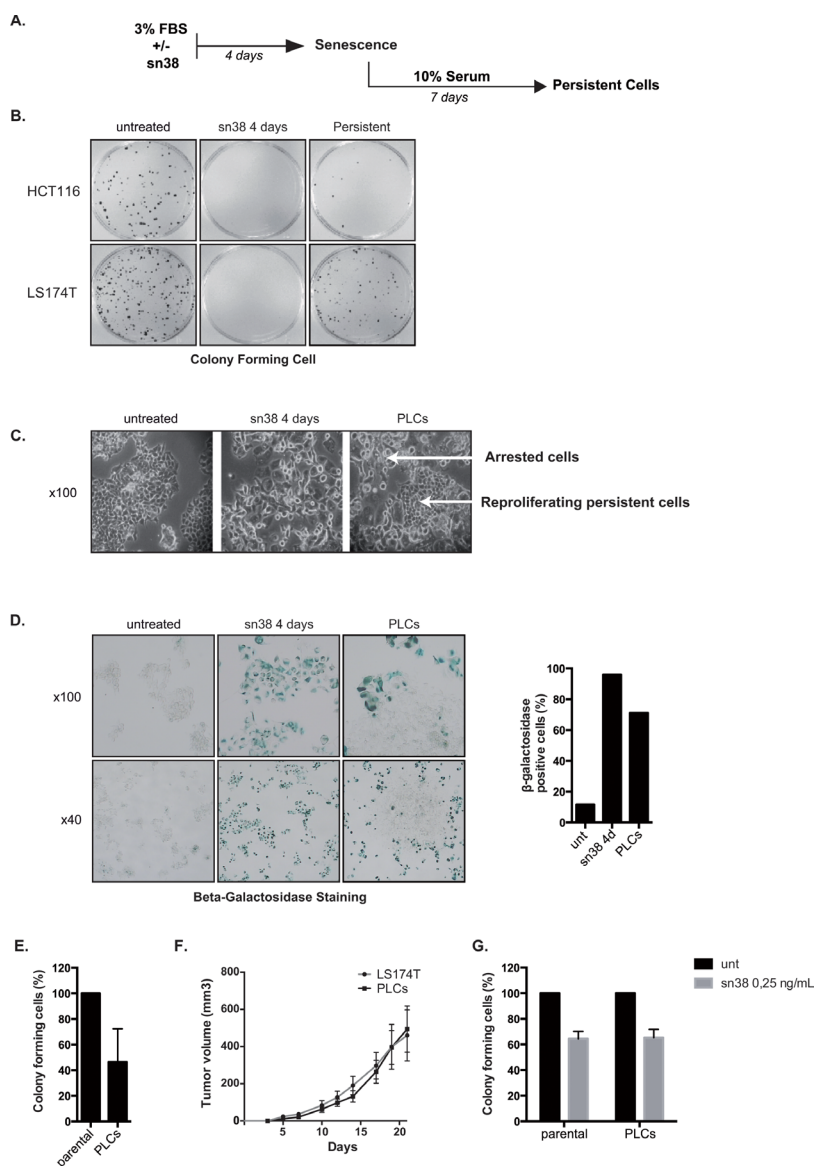 A.
3% FBS
+/-
sn38
4 days
Senescence
10% Serum
7 days
Persistent Cells
B.
untreated
sn38 4 days
Persistent
HCT116
LS174T
Colony Forming Cell
C.
untreated
sn38 4 days
PLCs
x100
Arrested cells
Reproliferating persistent cells
D.
untreated
sn38 4 days
PLCs
x100
x40
Beta-Galactosidase Staining
β-galactosidase
positive cells (%)
100
80
60
40
20
0
unt
sn38 4d
PLCs
E.
Colony forming cells (%)
120
100
80
60
40
20
0
parental
PLCs
F.
Tumor volume (mm3)
800
600
400
200
0
5
10
15
20
Days
LS174T
PLCs
G.
Colony forming cells (%)
120
100
80
60
40
20
0
parental
PLCs
unt
sn38 0,25 ng/mL